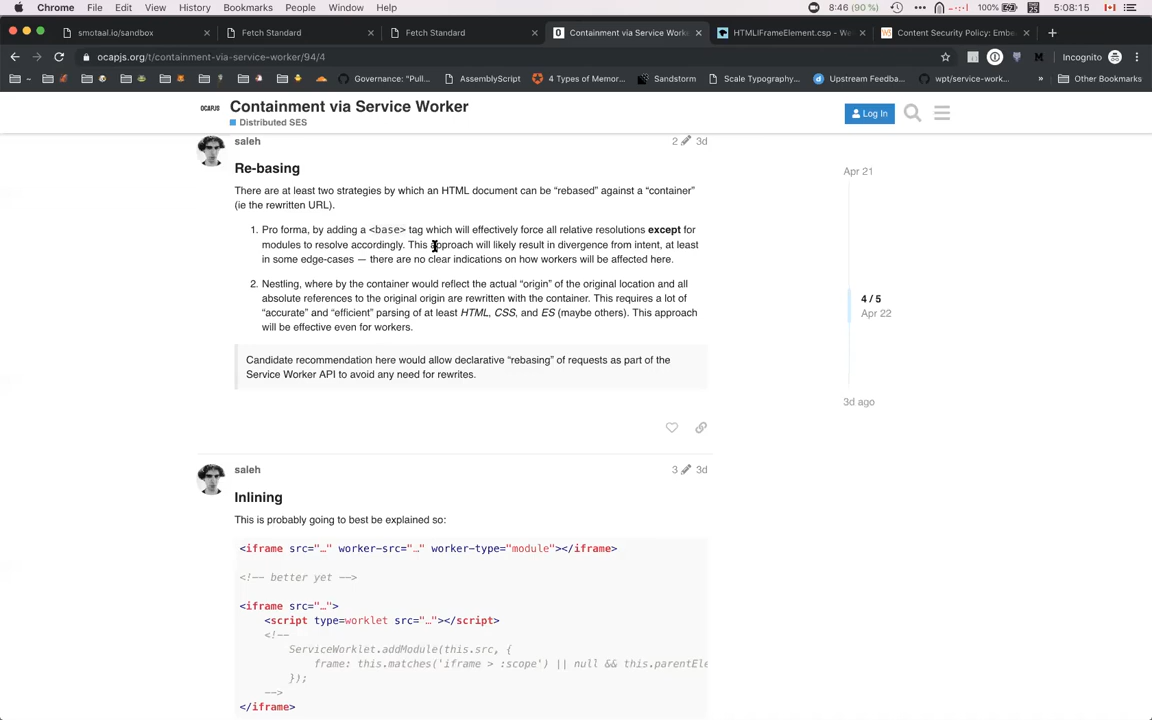 Chrome File Edit View History Bookmarks People Window Help 8:46 (90 %) 100% 5:08:15
smotaal.io/sandbox Fetch Standard Fetch Standard Containment via Service Worke HTMLIFrameElement.csp - We Content Security Policy: Embe
ocapjs.org/t/containment-via-service-worker/94/4 Incognito
Governance: "Pull... AssemblyScript 4 Types of Memor... Sandstorm Scale Typography... Upstream Feedba... wpt/service-work... » Other Bookmarks
OCAPJS Containment via Service Worker
Distributed SES
Log In
saleh 2 3d
Re-basing
There are at least two strategies by which an HTML document can be “rebased” against a “container”
(ie the rewritten URL).
1. Pro forma, by adding a <base> tag which will effectively force all relative resolutions except for
modules to resolve accordingly. This approach will likely result in divergence from intent, at least
in some edge-cases — there are no clear indications on how workers will be affected here.
2. Nestling, where by the container would reflect the actual “origin” of the original location and all
absolute references to the original origin are rewritten with the container. This requires a lot of
“accurate” and “efficient” parsing of at least HTML, CSS, and ES (maybe others). This approach
will be effective even for workers.
Candidate recommendation here would allow declarative “rebasing” of requests as part of the
Service Worker API to avoid any need for rewrites.
Apr 21
4 / 5
Apr 22
3d ago
saleh 3 3d
Inlining
This is probably going to best be explained so:
<iframe src="…" worker-src="…" worker-type="module"></iframe>
<!-- better yet -->
<iframe src="…">
<script type=worklet src="…"></script>
<!--
ServiceWorklet.addModule(this.src, {
frame: this.matches('iframe > :scope') || null && this.parentEle
});
-->
</iframe>